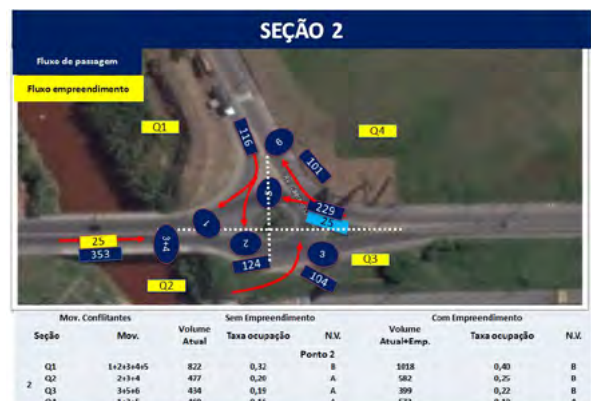 SEÇÃO 2
Fluxo de passagem
Fluxo empreendimento
Q1
Q4
116
6
101
5
229
25
1
25
353
3+4
2
124
3
104
Q2
Q3
Mov. Conflitantes Sem Empreendimento Com Empreendimento
Seção Mov. Volume Atual Taxa ocupação N.V. Volume Atual+Emp. Taxa ocupação N.V.
Ponto 2
Q1 1+2+3+4+5 822 0,32 B 1018 0,40 B
2 Q2 2+3+4 477 0,20 A 582 0,25 B
Q3 3+5+6 434 0,19 A 399 0,22 B